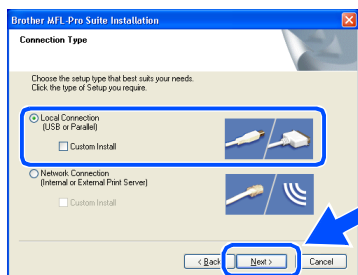 Brother MFL-Pro Suite Installation
Connection Type
Choose the setup type that best suits your needs.
Click the type of Setup you require.
Local Connection
(USB or Parallel)
Custom Install
Network Connection
(Internal or External Print Server)
Custom Install
< Back
Next >
Cancel